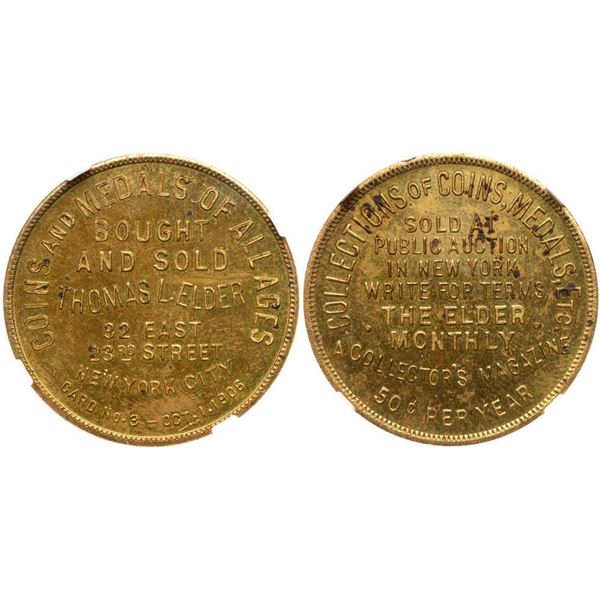 COINS AND MEDALS OF ALL AGES
BOUGHT
AND SOLD
THOMAS L. ELDER
32 EAST
23RD STREET
NEW YORK CITY
CARD NO. 3 – OCT. 1, 1906
COLLECTIONS OF COINS, MEDALS, ETC.
SOLD AT
PUBLIC AUCTION
IN NEW YORK
WRITE FOR TERMS
THE ELDER
· MONTHLY ·
A COLLECTOR'S MAGAZINE
50¢ PER YEAR